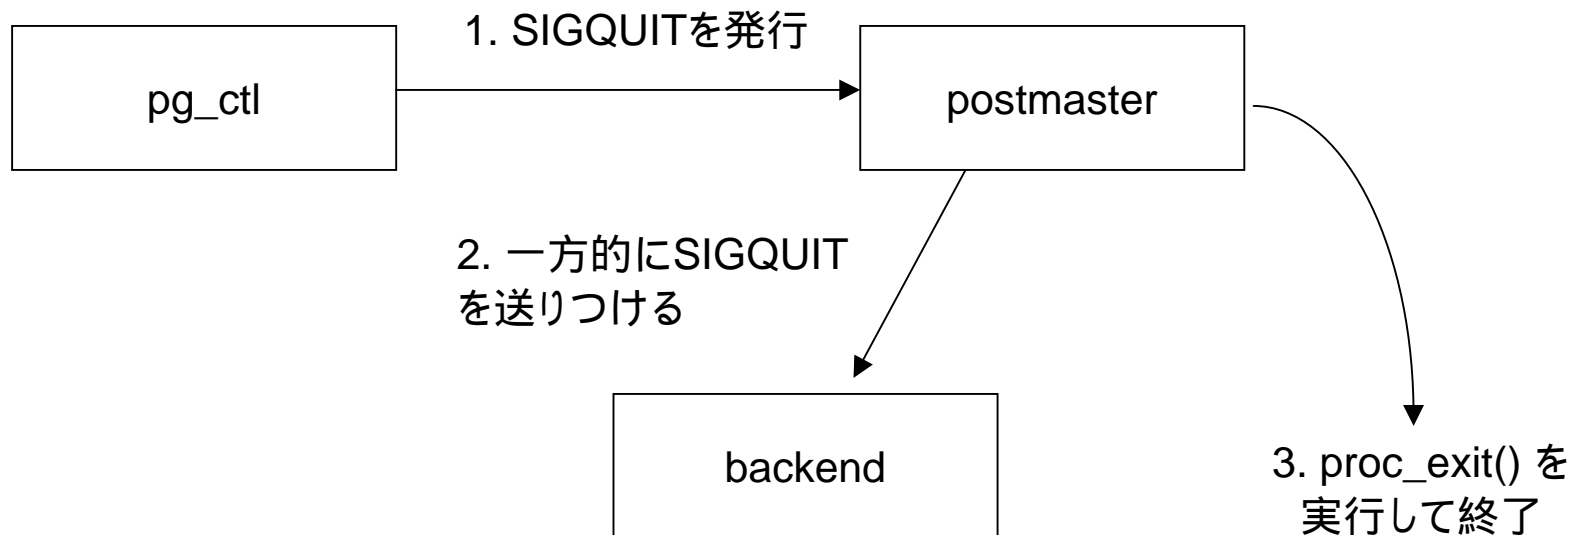 1. SIGQUITを発行
pg_ctl
postmaster
2. 一方的にSIGQUIT
を送りつける
backend
3. proc_exit() を
実行して終了